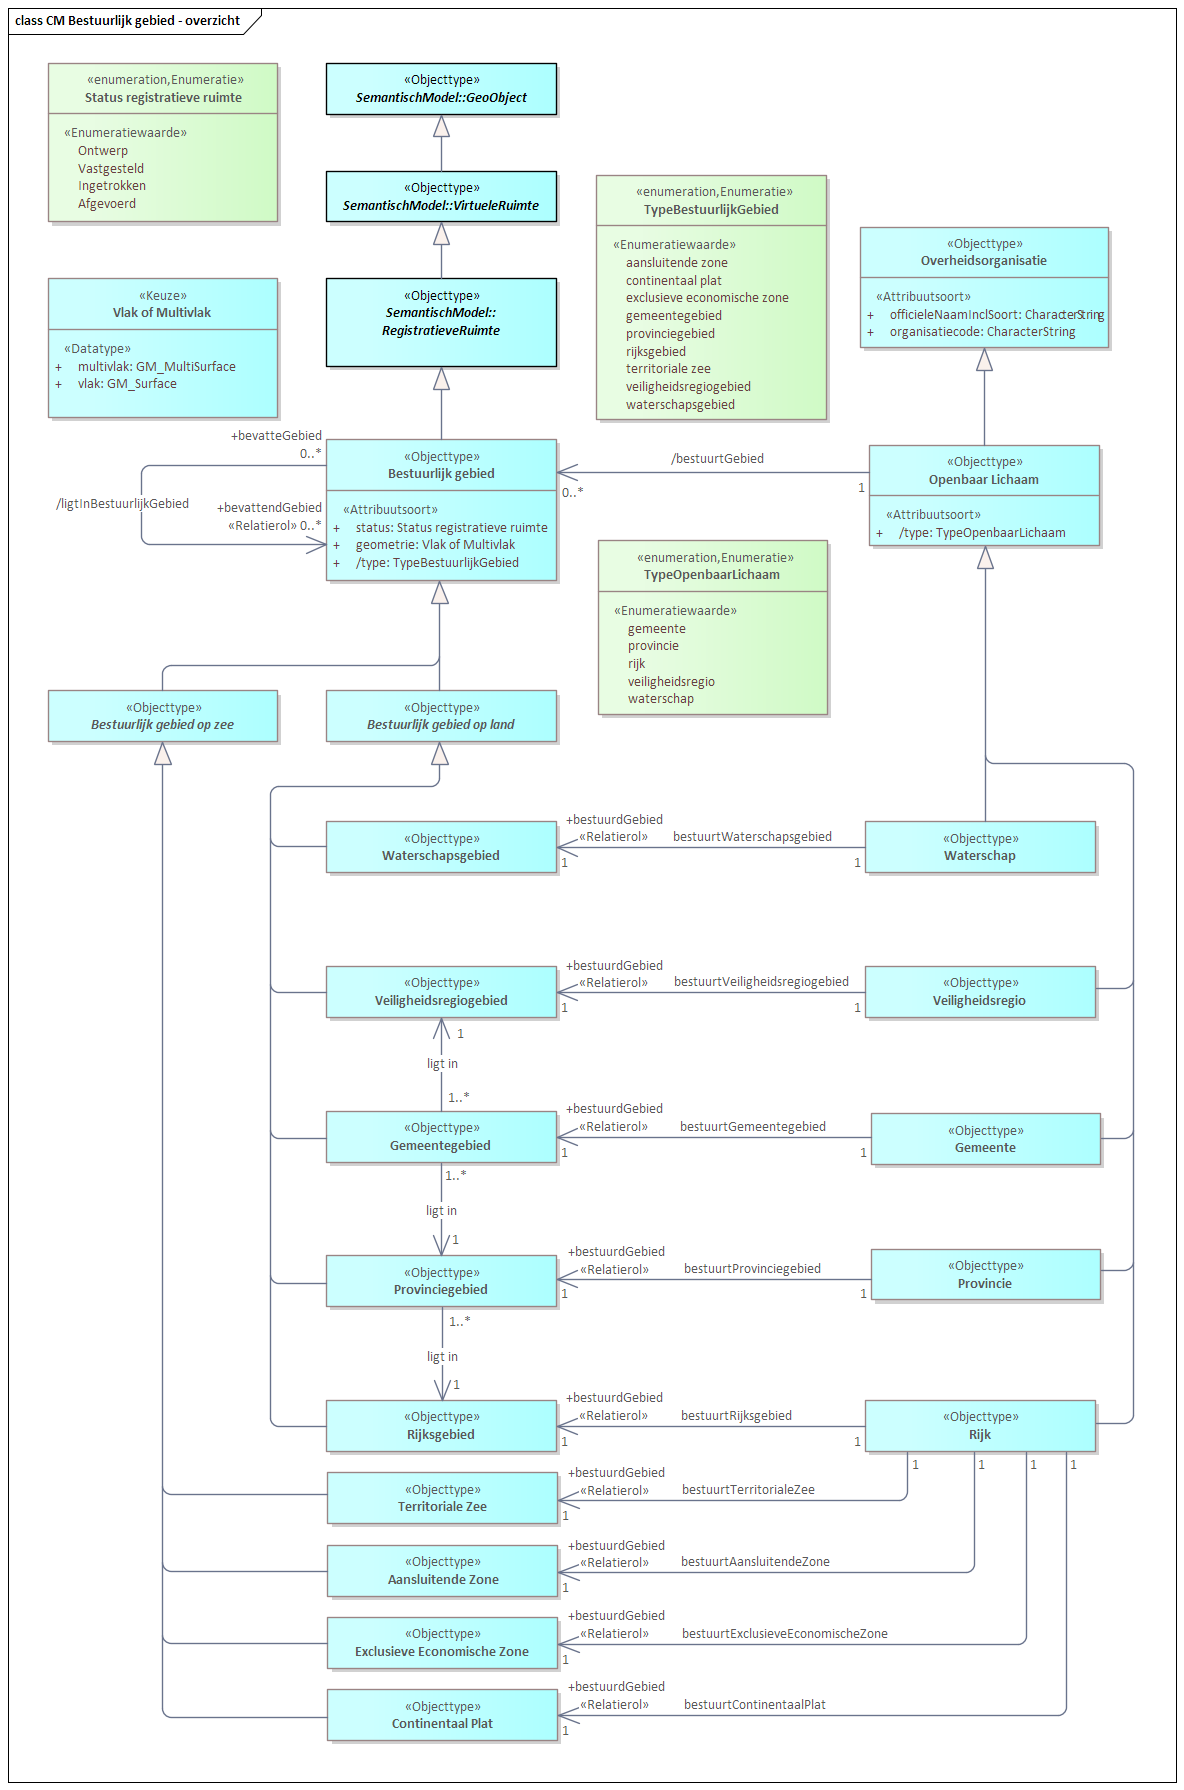 class CM Bestuurlijk gebied - overzicht
«enumeration,Enumeratie»
Status registratieve ruimte
«Enumeratiewaarde»
Ontwerp
Vastgesteld
Ingetrokken
Afgevoerd
«Objecttype»
SemantischModel::GeoObject
«Objecttype»
SemantischModel::VirtueleRuimte
«enumeration,Enumeratie»
TypeBestuurlijkGebied
«Enumeratiewaarde»
aansluitende zone
continentaal plat
exclusieve economische zone
gemeentegebied
provinciegebied
rijksgebied
territoriale zee
veiligheidsregiogebied
waterschapsgebied
«Objecttype»
Overheidsorganisatie
«Attribuutsoort»
+ officieleNaamInclSoort: CharacterString
+ organisatiecode: CharacterString
«Keuze»
Vlak of Multivlak
«Datatype»
+ multivlak: GM_MultiSurface
+ vlak: GM_Surface
«Objecttype»
SemantischModel::
RegistratieveRuimte
+bevatteGebied
0..*
/ligtInBestuurlijkGebied
+bevattendGebied
«Relatierol» 0..*
«Objecttype»
Bestuurlijk gebied
«Attribuutsoort»
+ status: Status registratieve ruimte
+ geometrie: Vlak of Multivlak
+ /type: TypeBestuurlijkGebied
/bestuurtGebied
0..*
1
«Objecttype»
Openbaar Lichaam
«Attribuutsoort»
+ /type: TypeOpenbaarLichaam
«enumeration,Enumeratie»
TypeOpenbaarLichaam
«Enumeratiewaarde»
gemeente
provincie
rijk
veiligheidsregio
waterschap
«Objecttype»
Bestuurlijk gebied op zee
«Objecttype»
Bestuurlijk gebied op land
«Objecttype»
Waterschapsgebied
+bestuurdGebied
«Relatierol»
bestuurtWaterschapsgebied
1
1
«Objecttype»
Waterschap
«Objecttype»
Veiligheidsregiogebied
+bestuurdGebied
«Relatierol»
bestuurtVeiligheidsregiogebied
1
1
«Objecttype»
Veiligheidsregio
1
ligt in
1..*
«Objecttype»
Gemeentegebied
+bestuurdGebied
«Relatierol»
bestuurtGemeentegebied
1
1
«Objecttype»
Gemeente
1..*
ligt in
1
«Objecttype»
Provinciegebied
+bestuurdGebied
«Relatierol»
bestuurtProvinciegebied
1
1
«Objecttype»
Provincie
1..*
ligt in
1
«Objecttype»
Rijksgebied
+bestuurdGebied
«Relatierol»
bestuurtRijksgebied
1
1
«Objecttype»
Rijk
1
1
1
1
«Objecttype»
Territoriale Zee
+bestuurdGebied
«Relatierol»
bestuurtTerritorialeZee
1
«Objecttype»
Aansluitende Zone
+bestuurdGebied
«Relatierol»
bestuurtAansluitendeZone
1
«Objecttype»
Exclusieve Economische Zone
+bestuurdGebied
«Relatierol»
bestuurtExclusieveEconomischeZone
1
«Objecttype»
Continentaal Plat
+bestuurdGebied
«Relatierol»
bestuurtContinentaalPlat
1